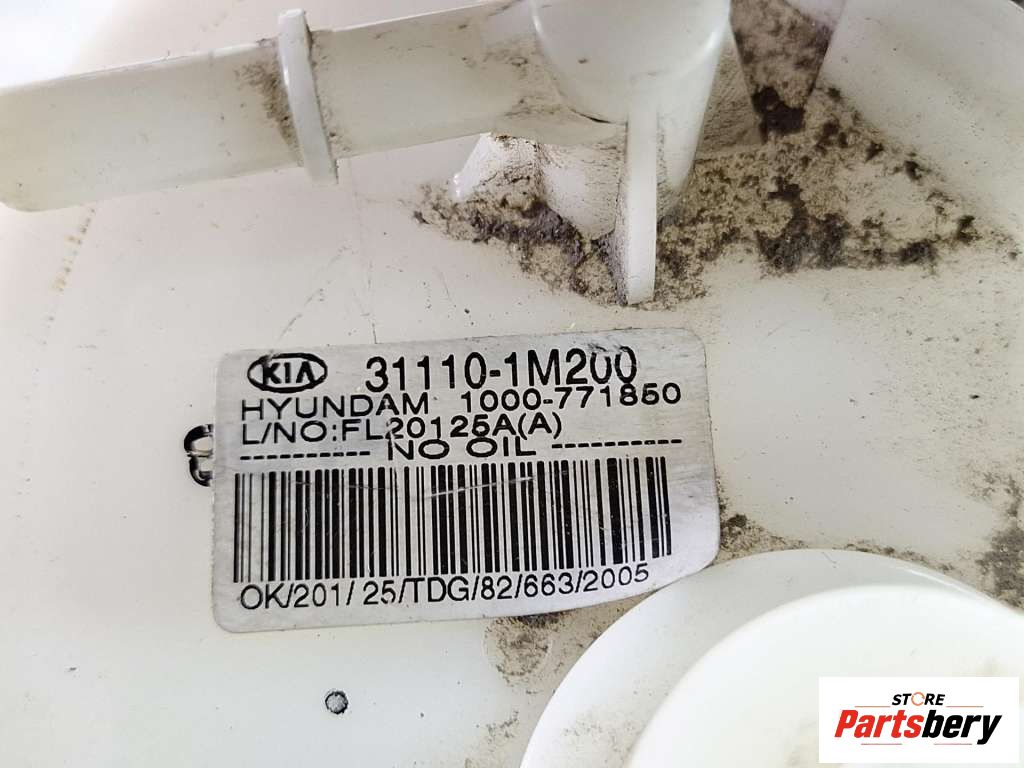 KIA 31110-1M200
HYUNDAM 1000-771850
L/NO:FL20125A(A)
---------- NO OIL ----------
OK/201/25/TDG/82/663/2005
STORE
Partsbery